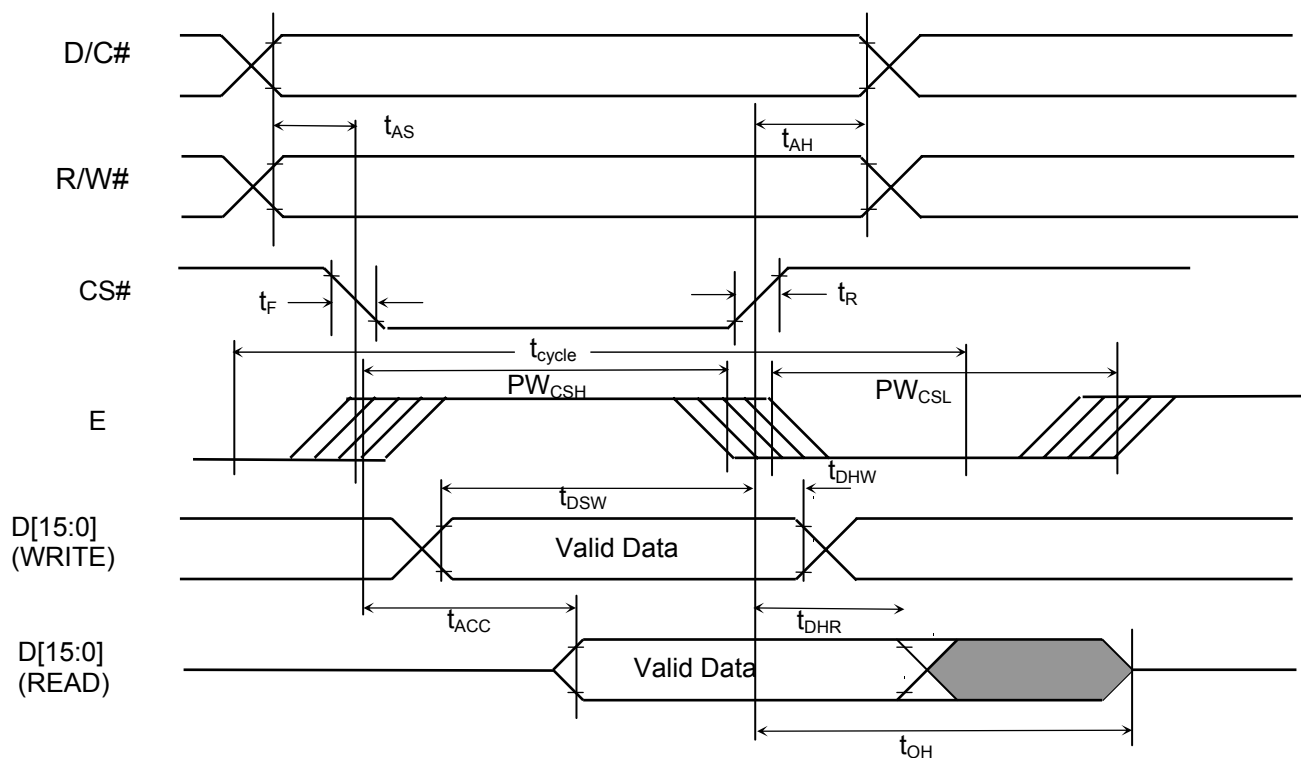 D/C#
tAS
tAH
R/W#
CS#
tF
tR
tcycle
PWCSH
PWCSL
E
tDHW
tDSW
D[15:0]
(WRITE)
Valid Data
tACC
tDHR
D[15:0]
(READ)
Valid Data
tOH